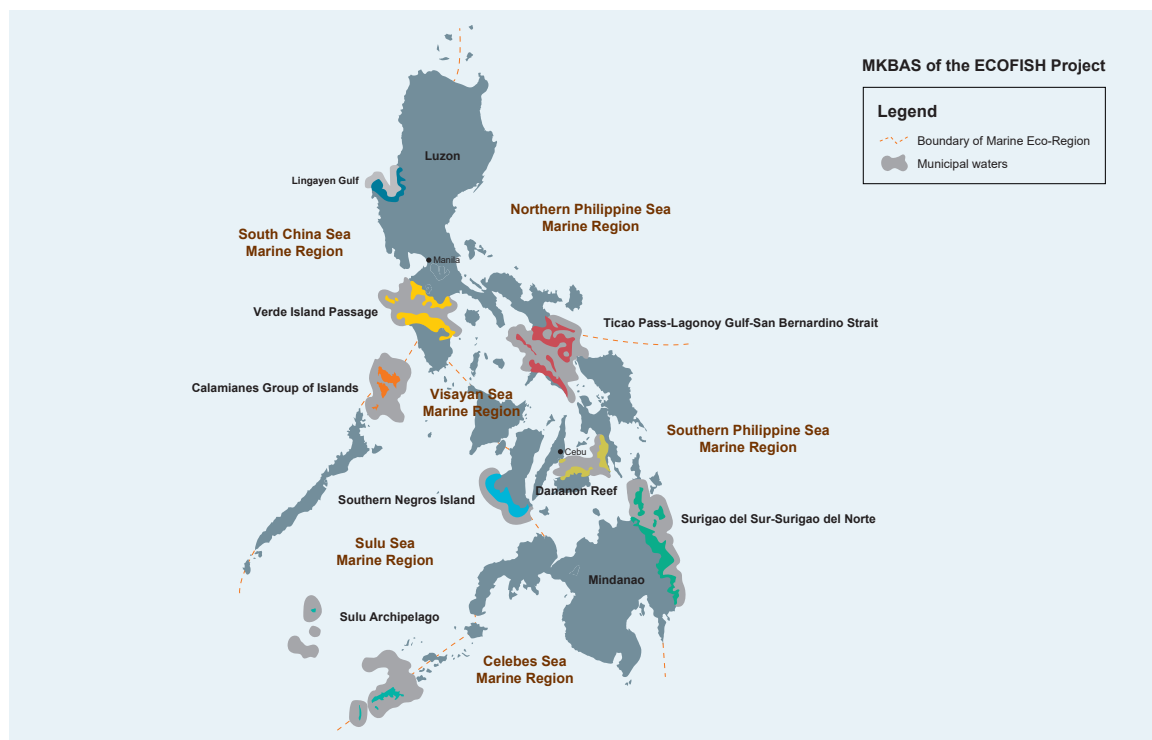 MKBAS of the ECOFISH Project
Legend
Boundary of Marine Eco-Region
Municipal waters
Luzon
Lingayen Gulf
Northern Philippine Sea
Marine Region
South China Sea
Marine Region
Manila
Verde Island Passage
Ticao Pass-Lagonoy Gulf-San Bernardino Strait
Calamianes Group of Islands
Visayan Sea
Marine Region
Southern Philippine Sea
Marine Region
Cebu
Dananon Reef
Southern Negros Island
Surigao del Sur-Surigao del Norte
Sulu Sea
Marine Region
Mindanao
Sulu Archipelago
Celebes Sea
Marine Region